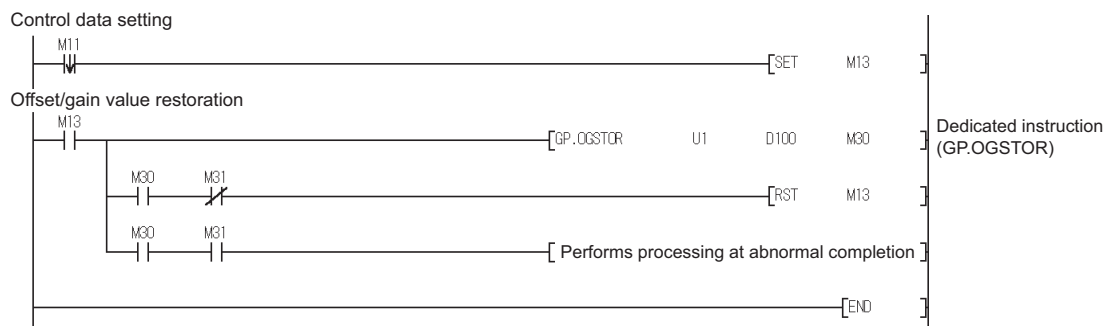 Control data setting
M11
SET M13
Offset/gain value restoration
M13
GP.OGSTOR U1 D100 M30
Dedicated instruction
(GP.OGSTOR)
M30 M31
RST M13
M30 M31
Performs processing at abnormal completion
END